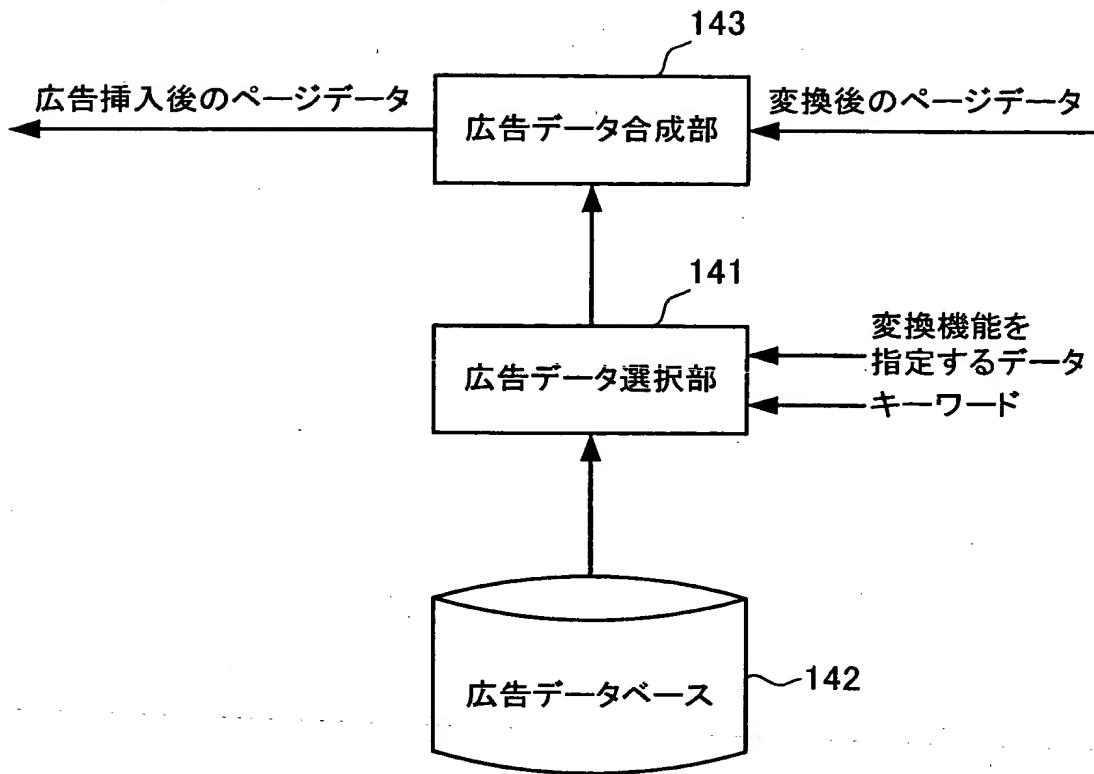 143
広告挿入後のページデータ
広告データ合成部
変換後のページデータ
141
広告データ選択部
変換機能を
指定するデータ
キーワード
広告データベース
142